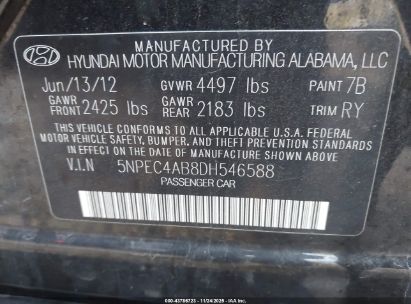 MANUFACTURED BY
HYUNDAI MOTOR MANUFACTURING ALABAMA, LLC
Jun/13/12 GVWR 4497 lbs PAINT 7B
GAWR FRONT 2425 lbs GAWR REAR 2183 lbs TRIM RY
THIS VEHICLE CONFORMS TO ALL APPLICABLE U.S.A. FEDERAL
MOTOR VEHICLE SAFETY, BUMPER, AND THEFT PREVENTION
STANDARDS IN EFFECT ON THE DATE OF MANUFACTURE SHOWN ABOVE.
V.I.N 5NPEC4AB8DH546588
PASSENGER CAR